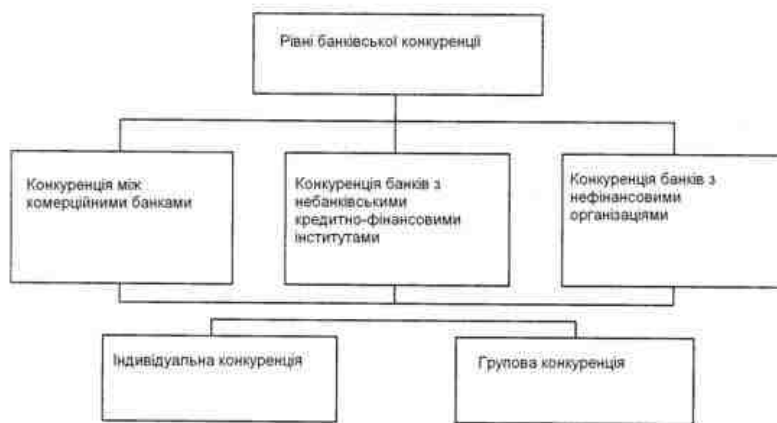 Рівні банківської конкуренції
Конкуренція між
комерційними банками
Конкуренція банків з
небанківськими
кредитно-фінансовими
інститутами
Конкуренція банків з
нефінансовими
організаціями
Індивідуальна конкуренція
Групова конкуренція